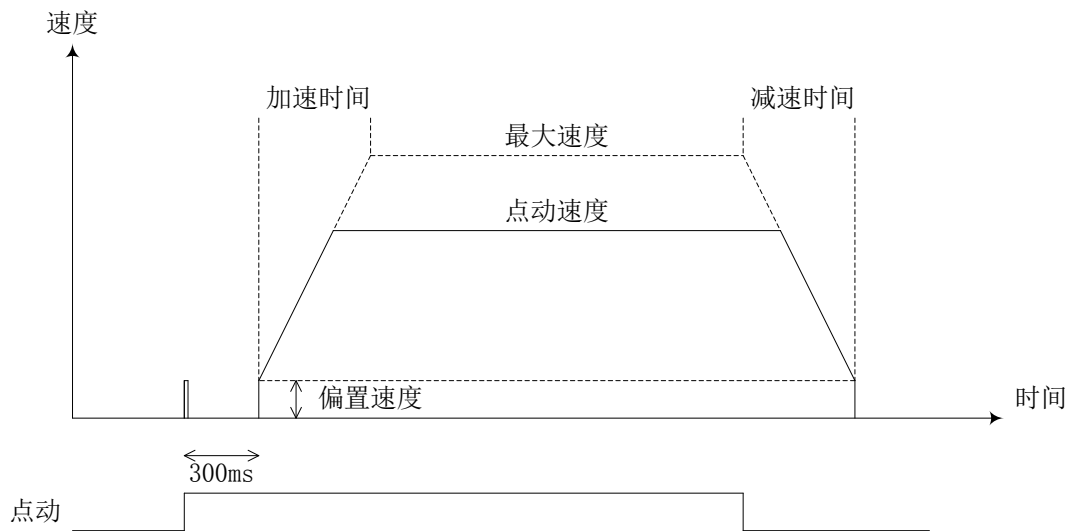 速度
加速时间
减速时间
最大速度
点动速度
偏置速度
时间
300ms
点动